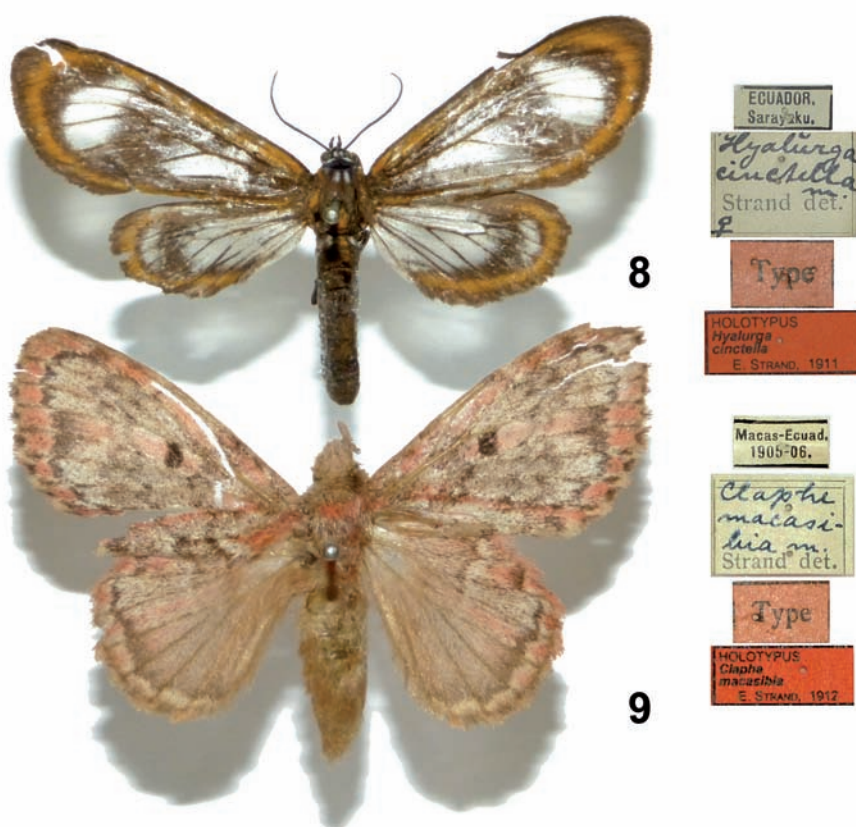 8
ECUADOR.
Sarayaku.
Hyalurga
cinctella
m.
Strand det.
♀
Type
HOLOTYPUS
Hyalurga
cinctella
E. STRAND, 1911
9
Macas-Ecuad.
1905-06.
Claphe
macasi-
bia m.
Strand det.
Type
HOLOTYPUS
Clapha
macasibia
E. STRAND, 1912